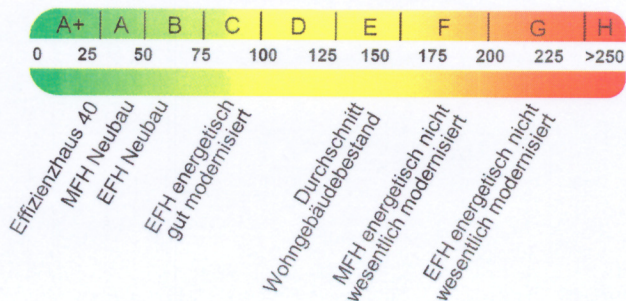 A+ A B C D E F G H
0 25 50 75 100 125 150 175 200 225 >250
Effizienzhaus 40
MFH Neubau
EFH Neubau
EFH energetisch
gut modernisiert
Durchschnitt
Wohngebäudebestand
MFH energetisch nicht
wesentlich modernisiert
EFH energetisch nicht
wesentlich modernisiert